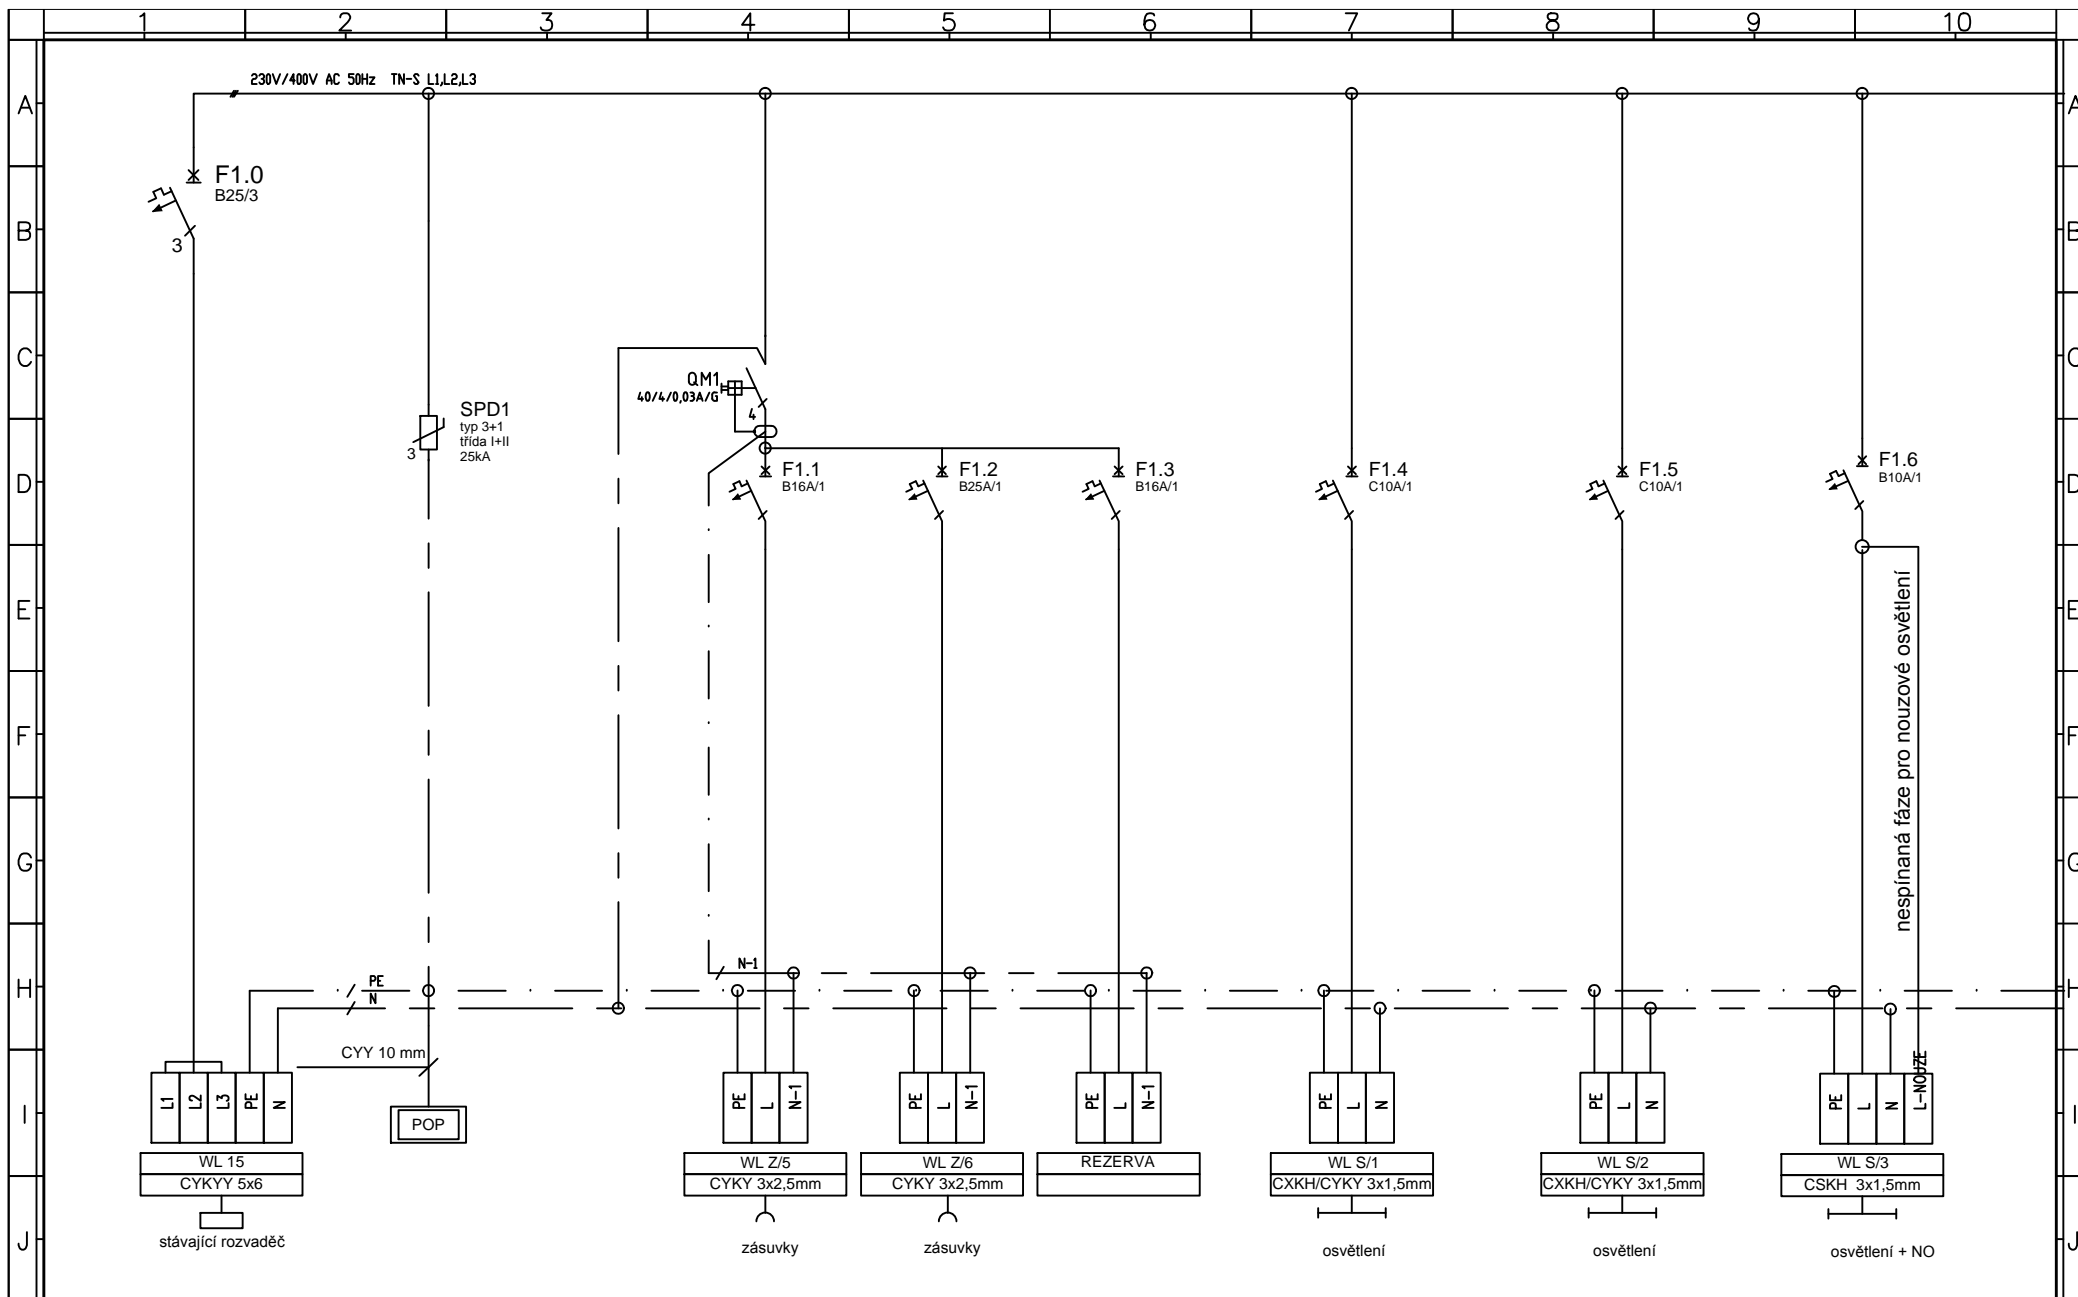 1 2 3 4 5 6 7 8 9 10
230V/400V AC 50Hz TN-S L1,L2,L3
A A
F1.0
B25/3
3
B B
C C
QM1
40/4/0,03A/G
4
SPD1
typ 3+1
třída I+II
25kA
3
F1.1
B16A/1
F1.2
B25A/1
F1.3
B16A/1
F1.4
C10A/1
F1.5
C10A/1
F1.6
B10A/1
D D
E E
nespínaná fáze pro nouzové osvětlení
F F
G G
N-1
PE
N
H H
CYY 10 mm
L1 L2 L3 PE N
POP
PE L N-1
PE L N-1
PE L N-1
PE L N
PE L N
PE L N L-NOUZE
I I
WL 15
CYKYY 5x6
stávající rozvaděč
WL Z/5
CYKY 3x2,5mm
zásuvky
WL Z/6
CYKY 3x2,5mm
zásuvky
REZERVA
WL S/1
CXKH/CYKY 3x1,5mm
osvětlení
WL S/2
CXKH/CYKY 3x1,5mm
osvětlení
WL S/3
CSKH 3x1,5mm
osvětlení + NO
J J